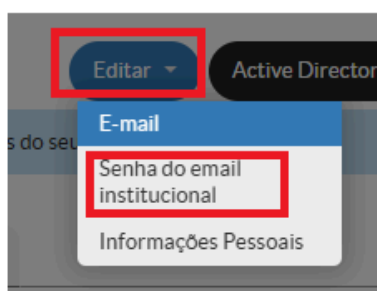 Editar Active Director
E-mail
s do seu
Senha do email
institucional
Informações Pessoais